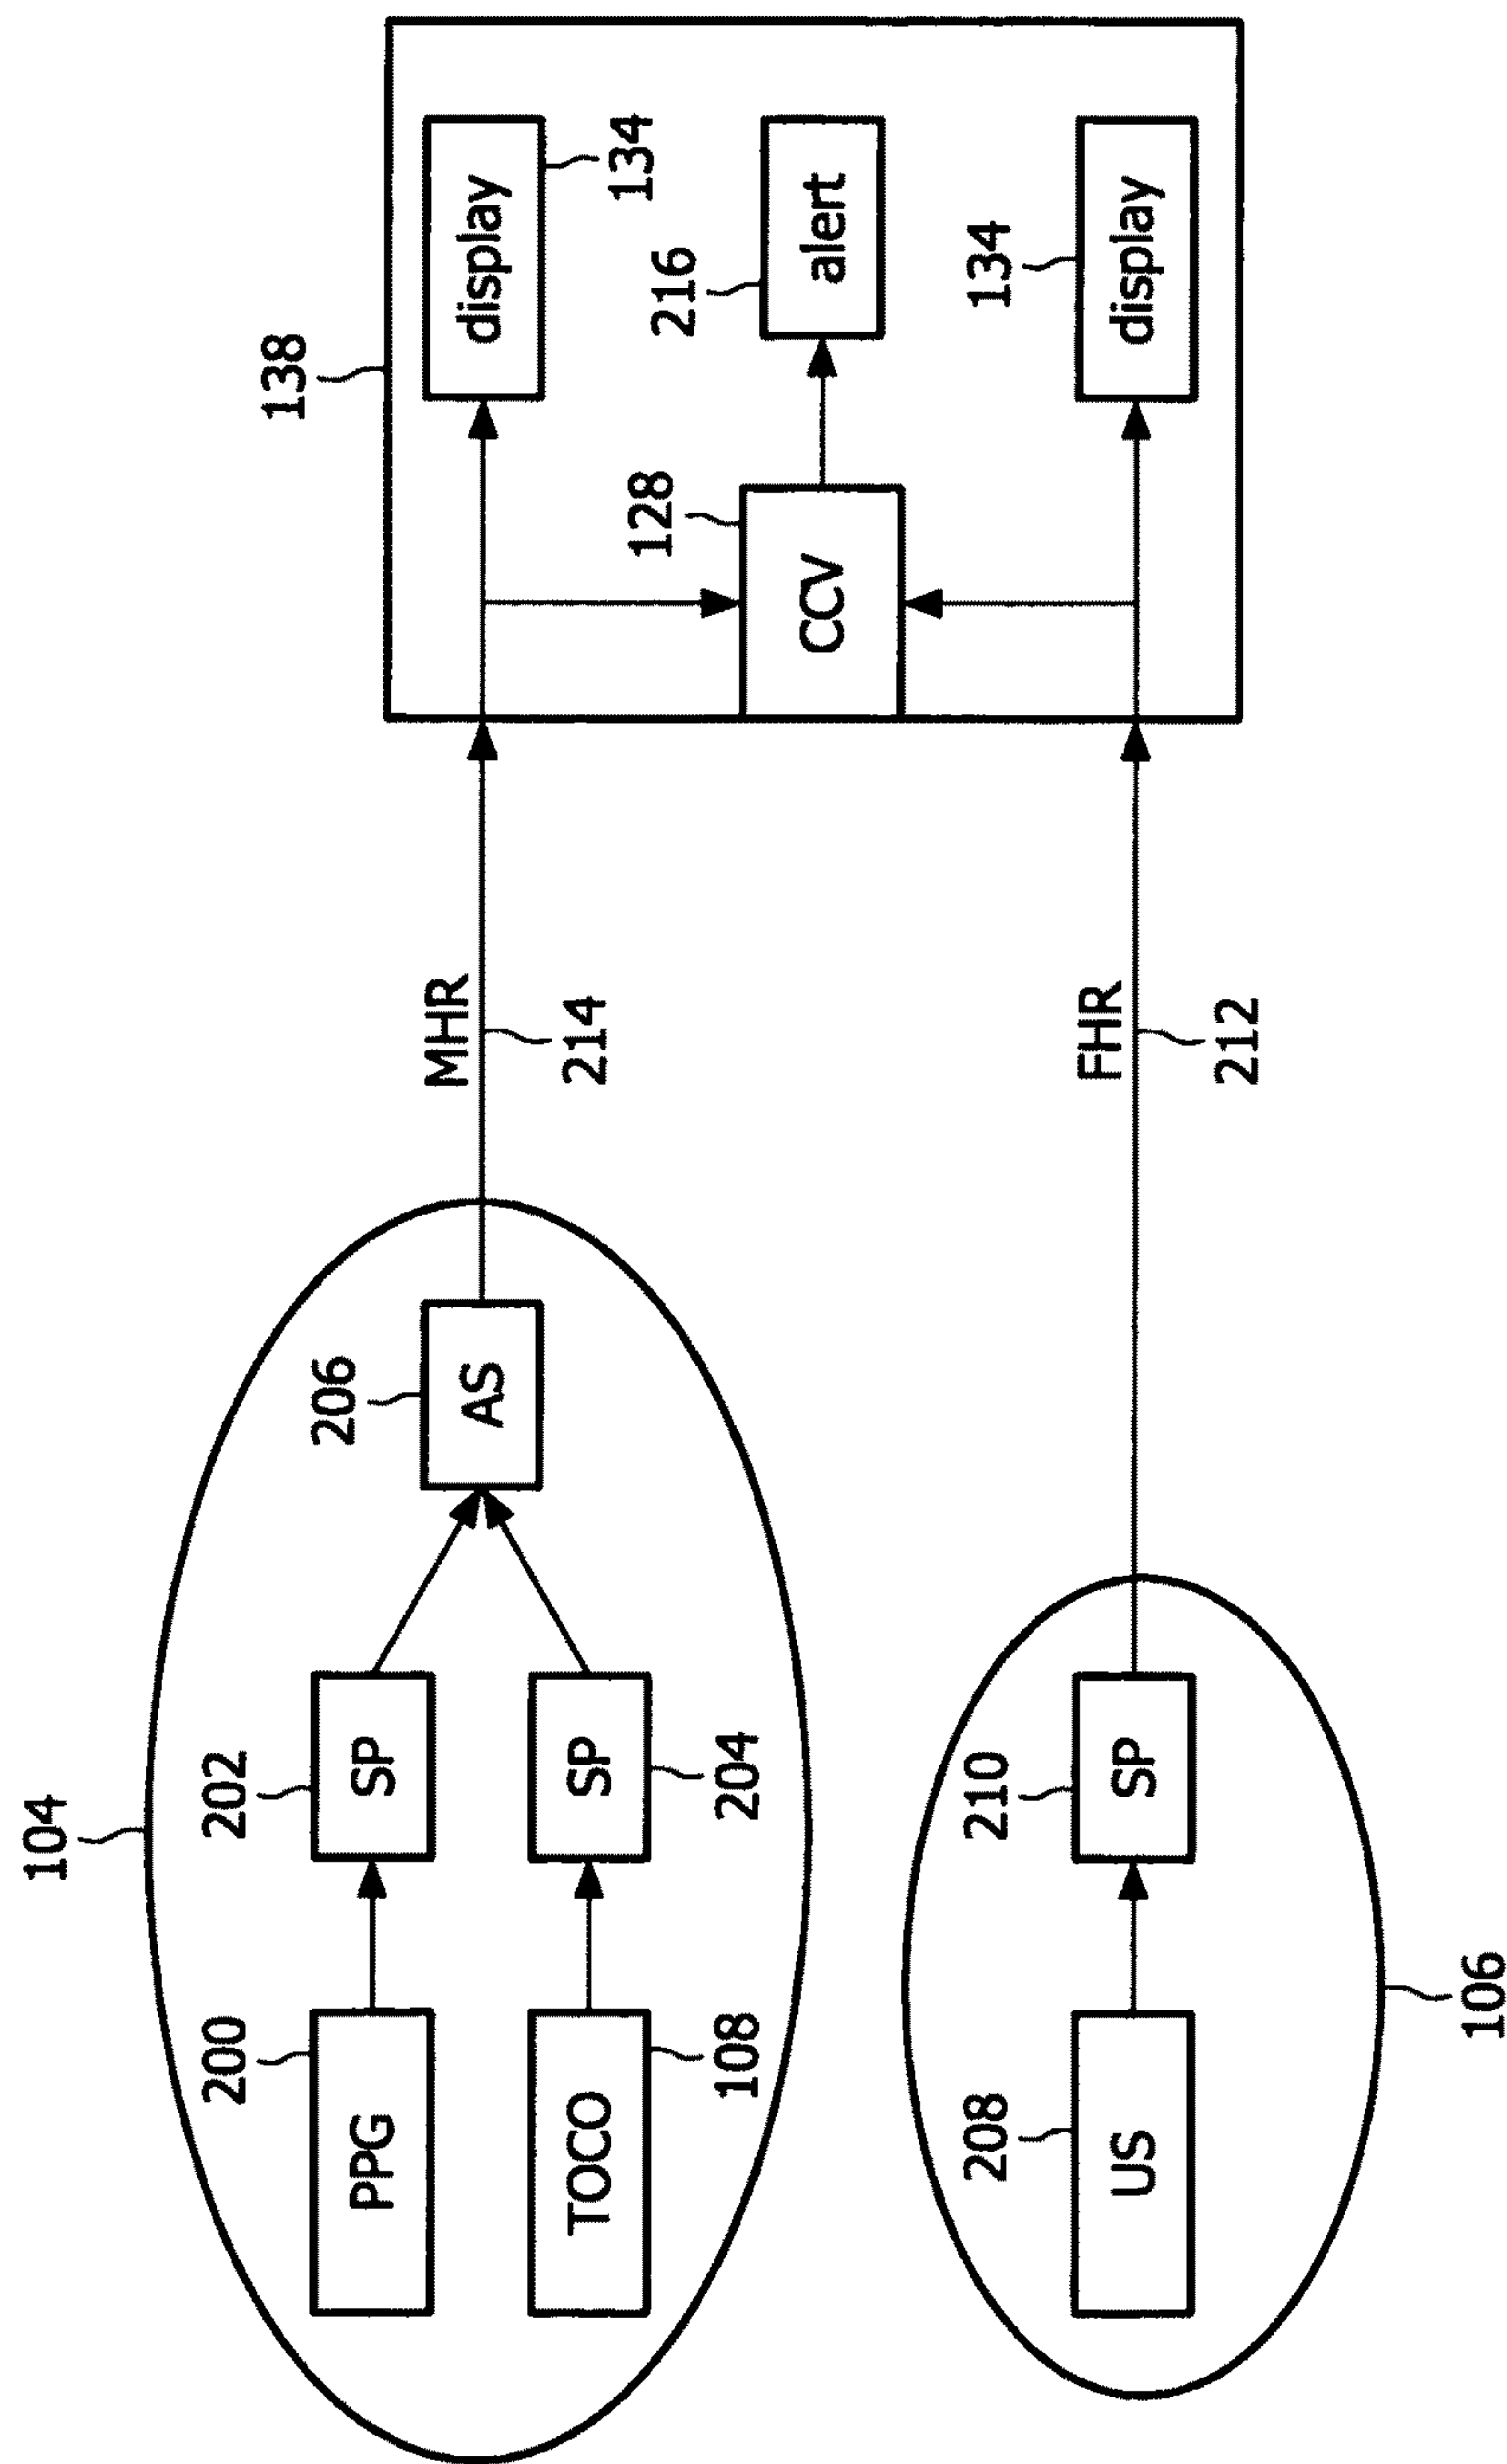 104
200
PPG
202
SP
206
AS
TOCO
108
SP
204
MHR
214
138
display
134
128
CCV
216
alert
208
US
210
SP
106
FHR
212
134
display